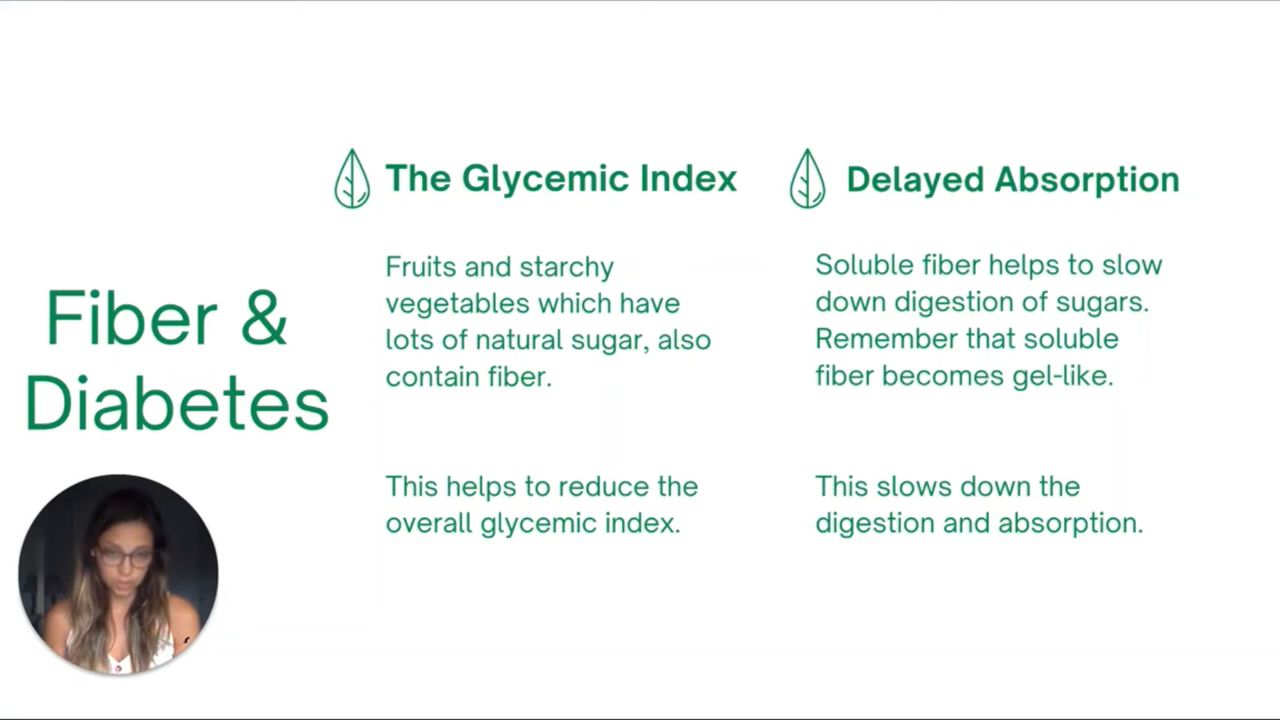 Fiber &
Diabetes
The Glycemic Index
Fruits and starchy
vegetables which have
lots of natural sugar, also
contain fiber.
This helps to reduce the
overall glycemic index.
Delayed Absorption
Soluble fiber helps to slow
down digestion of sugars.
Remember that soluble
fiber becomes gel-like.
This slows down the
digestion and absorption.